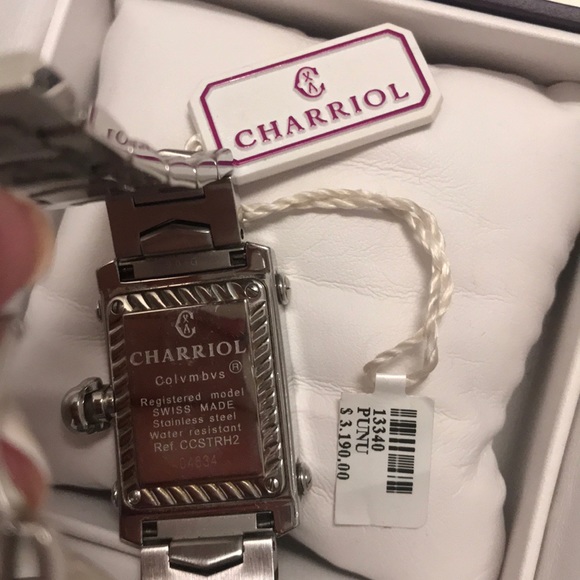 CHARRIOL
CHARRIOL
Colvmbvs ®
Registered model
SWISS MADE
Stainless steel
Water resistant
Ref CCSTRH2
13340
PUNU
$ 3,190.00